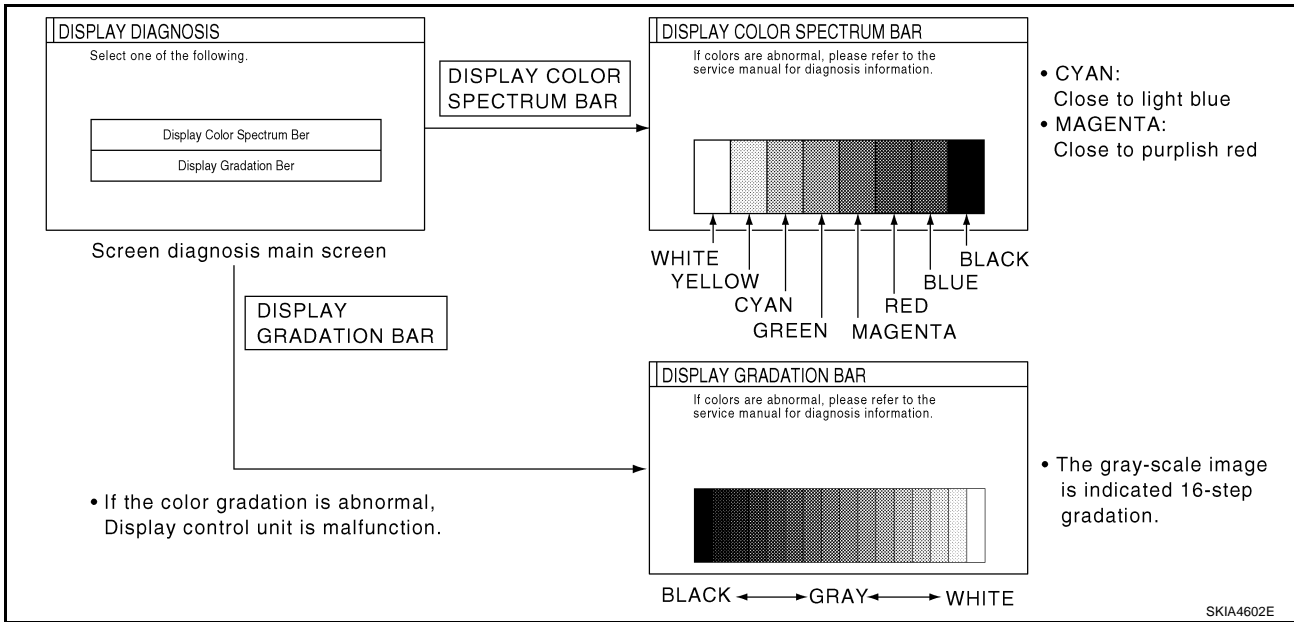 DISPLAY DIAGNOSIS
Select one of the following.
Display Color Spectrum Ber
Display Gradation Ber
Screen diagnosis main screen
DISPLAY COLOR
SPECTRUM BAR
DISPLAY COLOR SPECTRUM BAR
If colors are abnormal, please refer to the
service manual for diagnosis information.
WHITE
YELLOW
CYAN
GREEN
MAGENTA
RED
BLUE
BLACK
• CYAN:
Close to light blue
• MAGENTA:
Close to purplish red
DISPLAY
GRADATION BAR
• If the color gradation is abnormal,
Display control unit is malfunction.
DISPLAY GRADATION BAR
If colors are abnormal, please refer to the
service manual for diagnosis information.
BLACK GRAY WHITE
• The gray-scale image
is indicated 16-step
gradation.
SKIA4602E